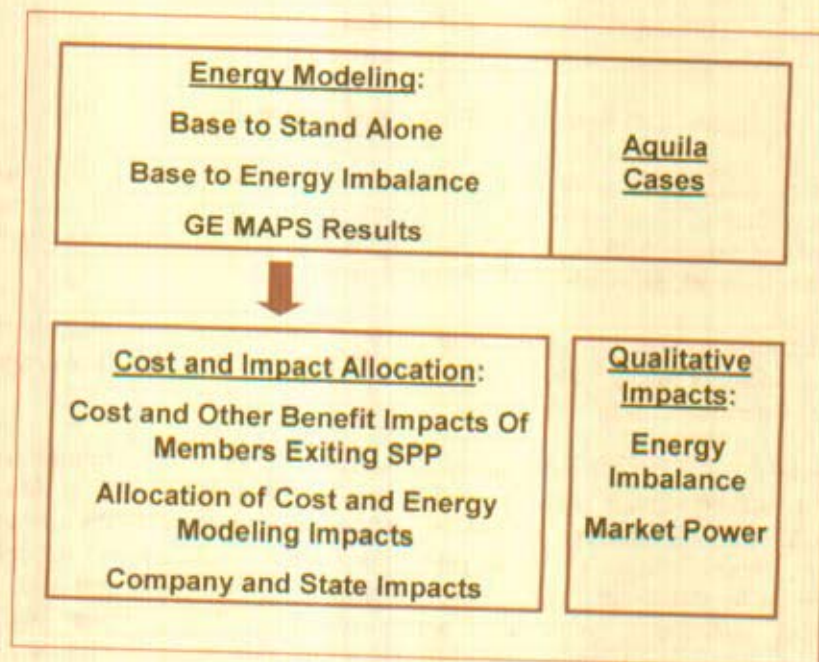 Energy Modeling:
Base to Stand Alone
Base to Energy Imbalance
GE MAPS Results
Aquila
Cases
Cost and Impact Allocation:
Cost and Other Benefit Impacts Of
Members Exiting SPP
Allocation of Cost and Energy
Modeling Impacts
Company and State Impacts
Qualitative
Impacts:
Energy
Imbalance
Market Power